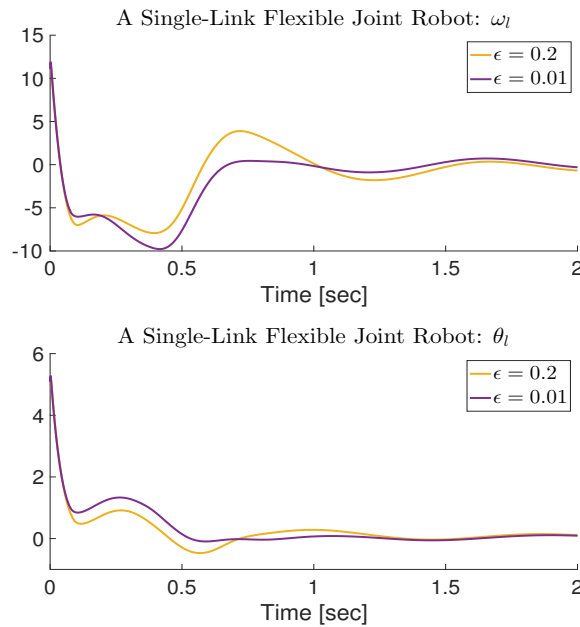 A Single-Link Flexible Joint Robot: ωₗ
15
10
5
0
-5
-10
ϵ = 0.2
ϵ = 0.01
0
0.5
1
1.5
2
Time [sec]
A Single-Link Flexible Joint Robot: θₗ
6
4
2
0
ϵ = 0.2
ϵ = 0.01
0
0.5
1
1.5
2
Time [sec]